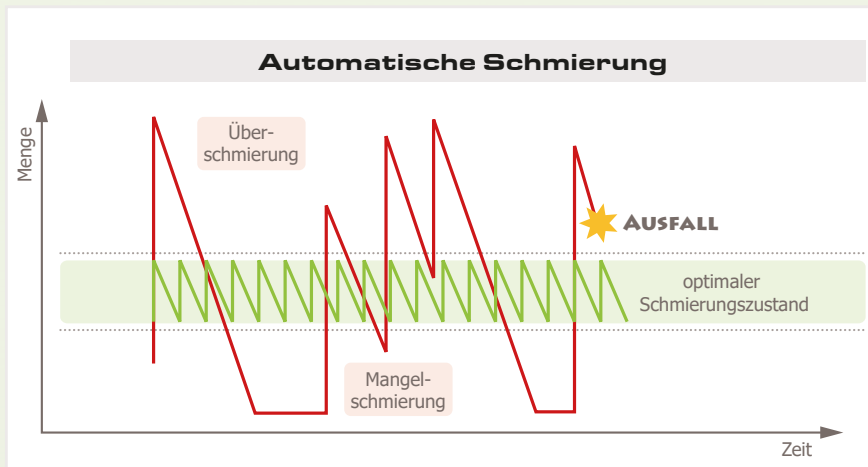 Automatische Schmierung
Menge
Über-
schmierung
AUSFALL
optimaler
Schmierungszustand
Mangel-
schmierung
Zeit